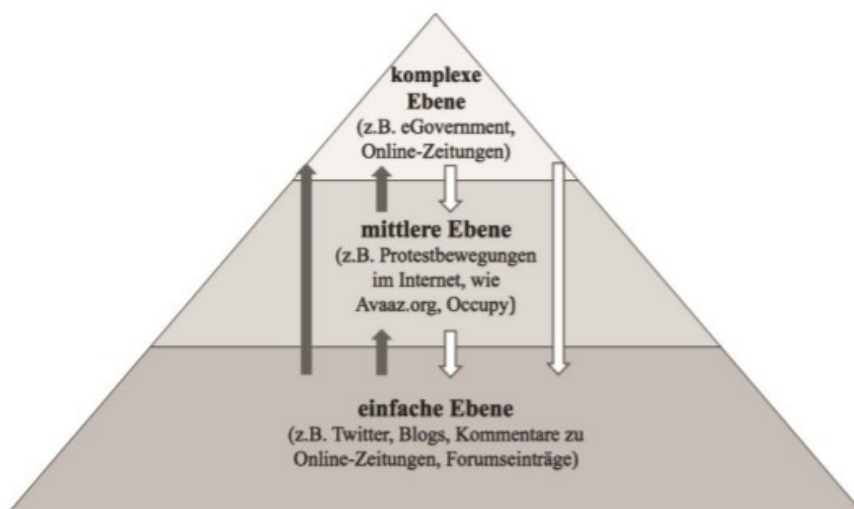 komplexe
Ebene
(z.B. eGovernment,
Online-Zeitungen)
mittlere Ebene
(z.B. Protestbewegungen
im Internet, wie
Avaaz.org, Occupy)
einfache Ebene
(z.B. Twitter, Blogs, Kommentare zu
Online-Zeitungen, Forumseinträge)